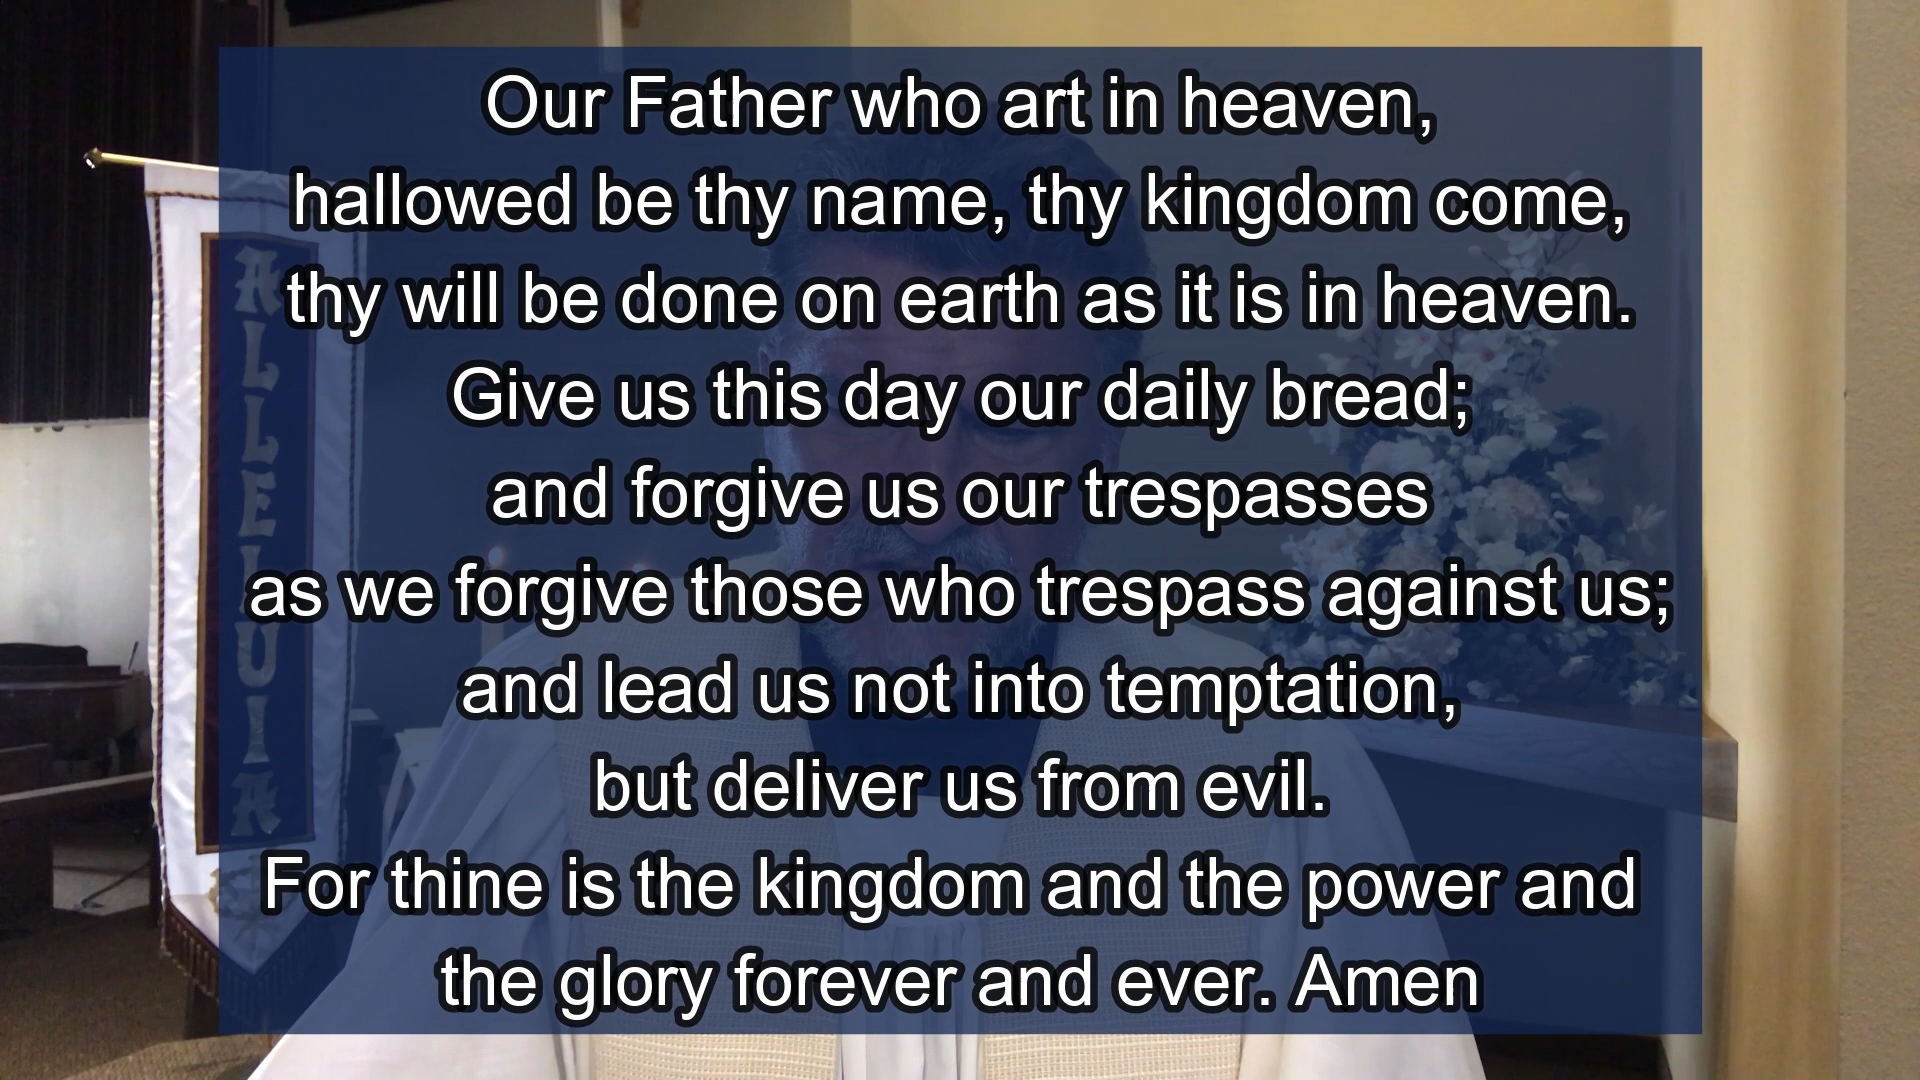 Our Father who art in heaven,
hallowed be thy name, thy kingdom come,
thy will be done on earth as it is in heaven.
Give us this day our daily bread;
and forgive us our trespasses
as we forgive those who trespass against us;
and lead us not into temptation,
but deliver us from evil.
For thine is the kingdom and the power and
the glory forever and ever. Amen
ALLELUIA